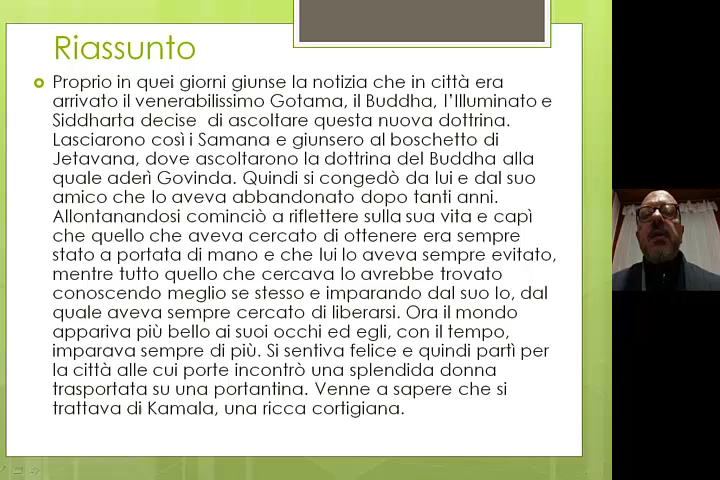 Riassunto
Proprio in quei giorni giunse la notizia che in città era
arrivato il venerabilissimo Gotama, il Buddha, l’Illuminato e
Siddharta decise di ascoltare questa nuova dottrina.
Lasciarono così i Samana e giunsero al boschetto di
Jetavana, dove ascoltarono la dottrina del Buddha alla
quale aderì Govinda. Quindi si congedò da lui e dal suo
amico che lo aveva abbandonato dopo tanti anni.
Allontanandosi cominciò a riflettere sulla sua vita e capì
che quello che aveva cercato di ottenere era sempre
stato a portata di mano e che lui lo aveva sempre evitato,
mentre tutto quello che cercava lo avrebbe trovato
conoscendo meglio se stesso e imparando dal suo Io, dal
quale aveva sempre cercato di liberarsi. Ora il mondo
appariva più bello ai suoi occhi ed egli, con il tempo,
imparava sempre di più. Si sentiva felice e quindi partì per
la città alle cui porte incontrò una splendida donna
trasportata su una portantina. Venne a sapere che si
trattava di Kamala, una ricca cortigiana.